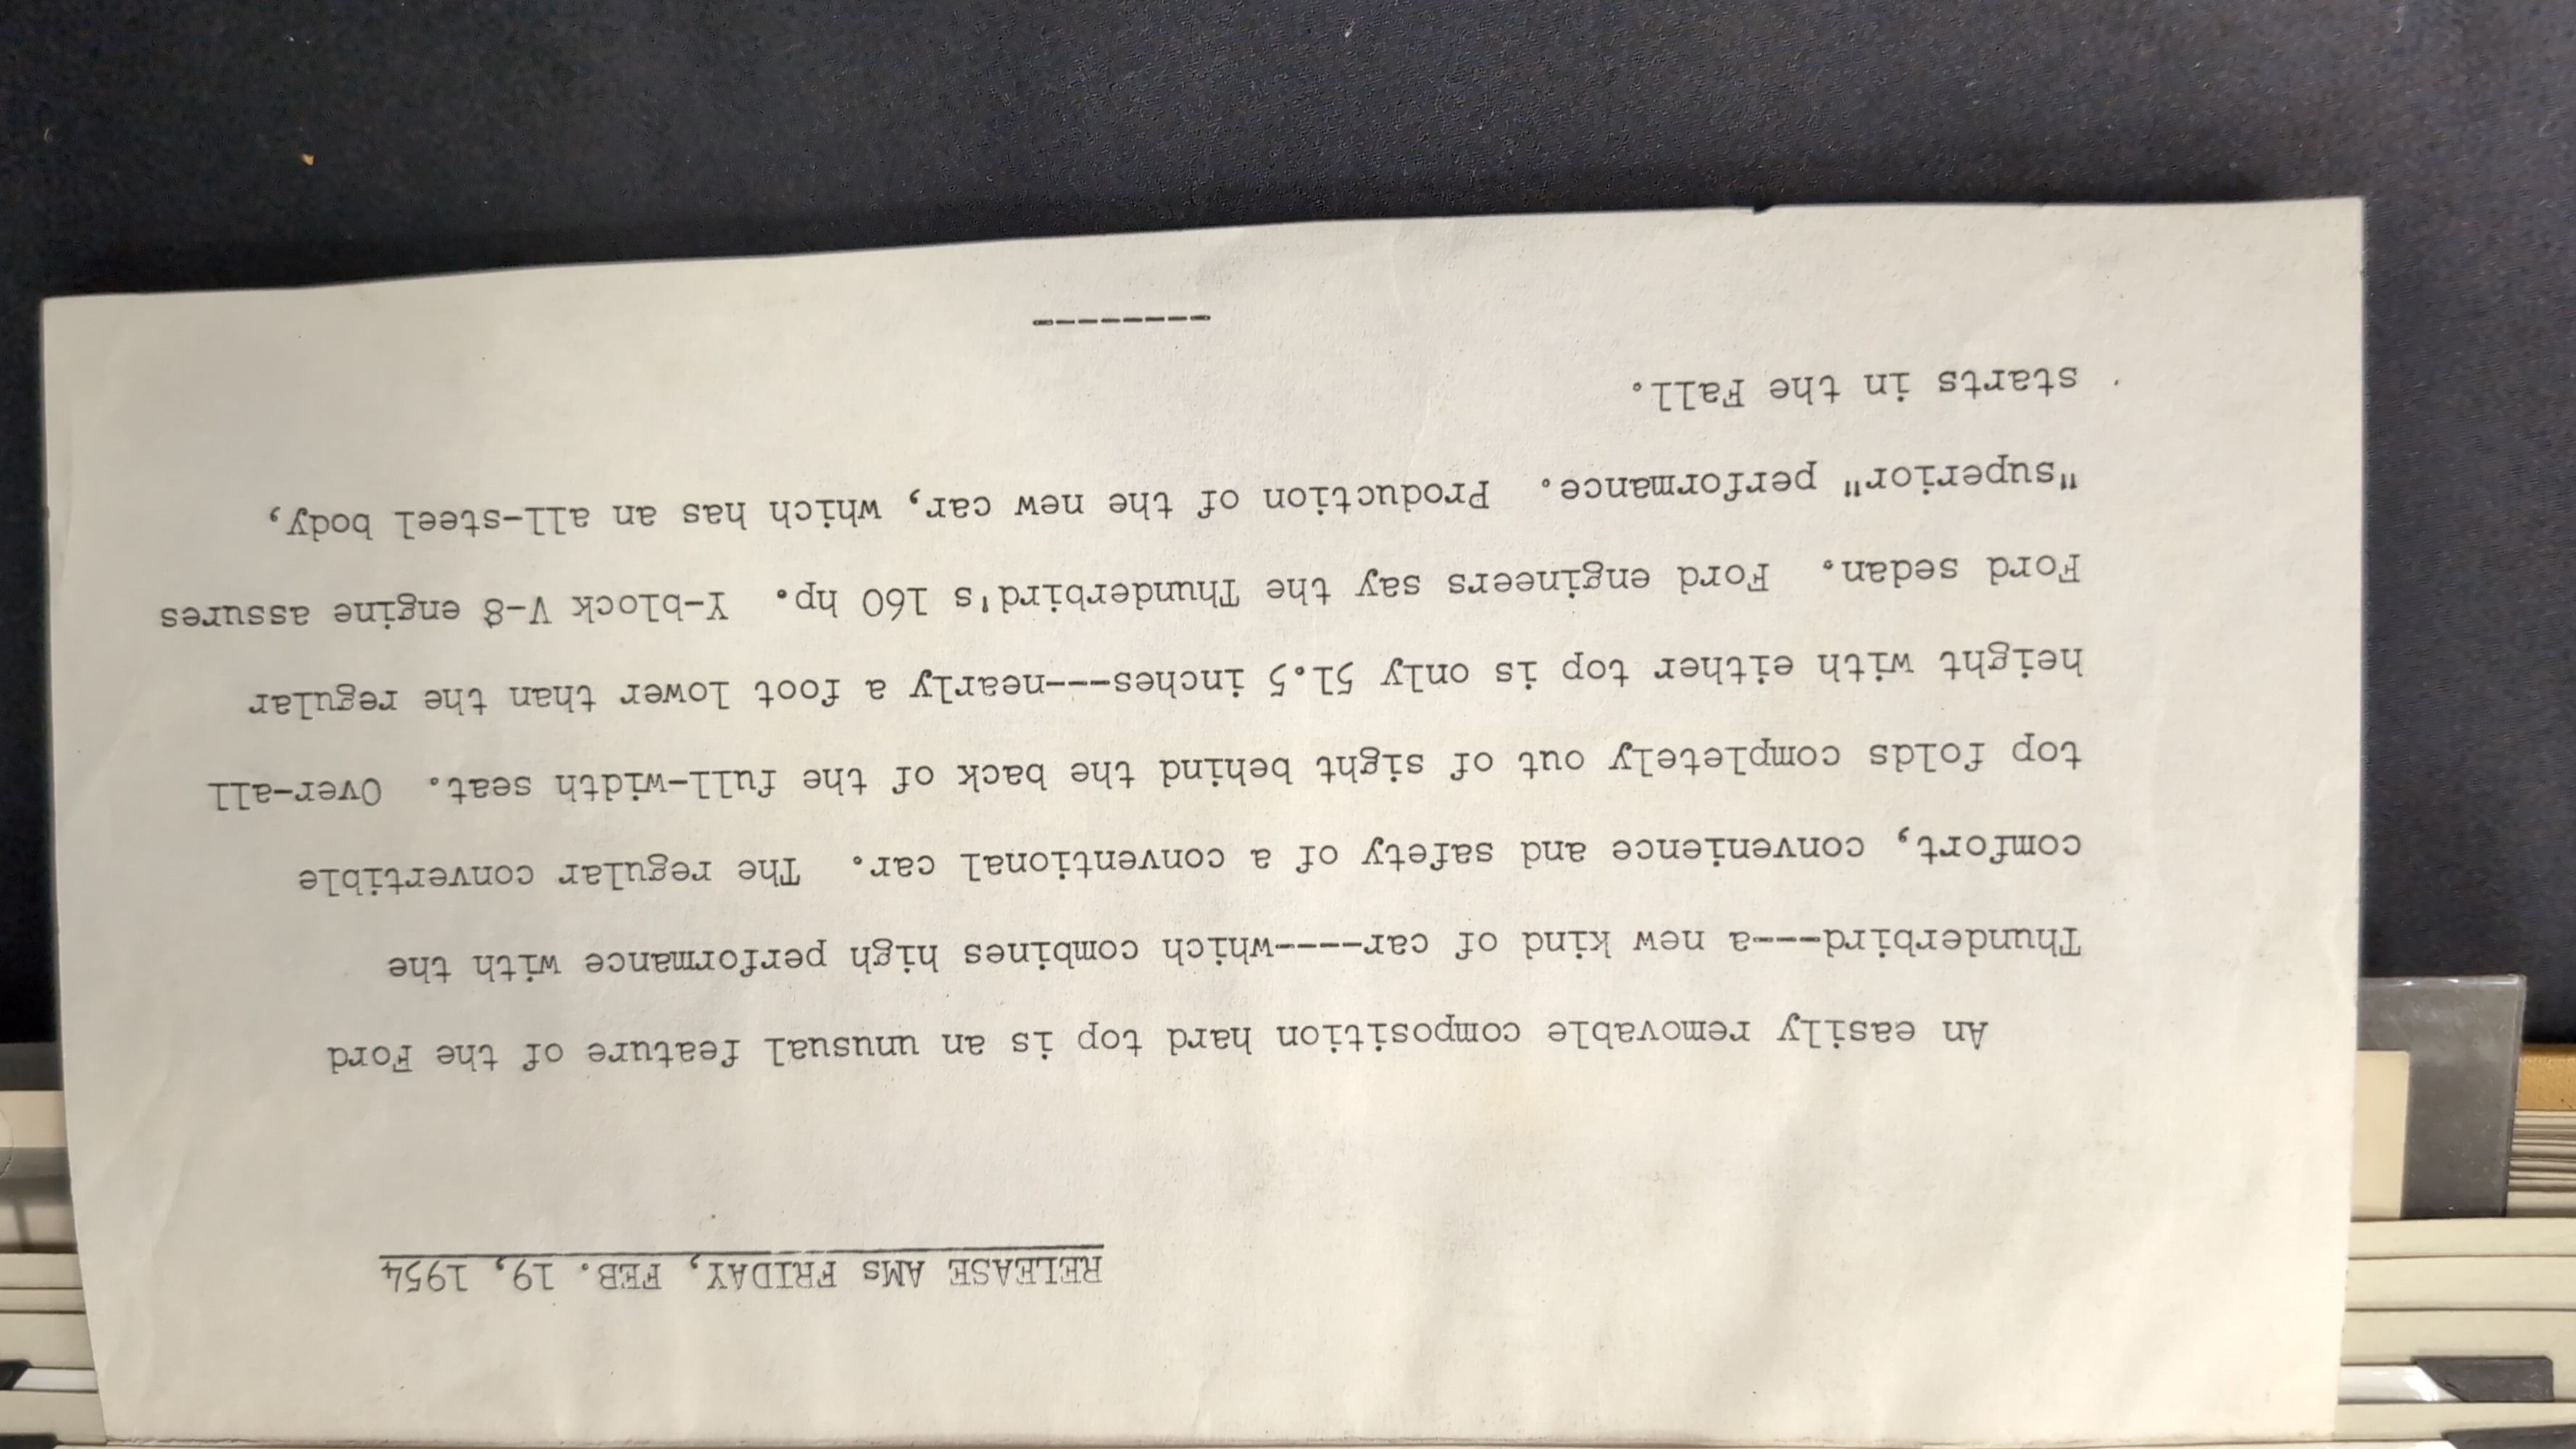 RELEASE AMs FRIDAY, FEB. 19, 1954
An easily removable composition hard top is an unusual feature of the Ford
Thunderbird---a new kind of car-----which combines high performance with the
comfort, convenience and safety of a conventional car. The regular convertible
top folds completely out of sight behind the back of the full-width seat. Over-all
height with either top is only 51.5 inches---nearly a foot lower than the regular
Ford sedan. Ford engineers say the Thunderbird's 160 hp. Y-block V-8 engine assures
"superior" performance. Production of the new car, which has an all-steel body,
starts in the Fall.
--------